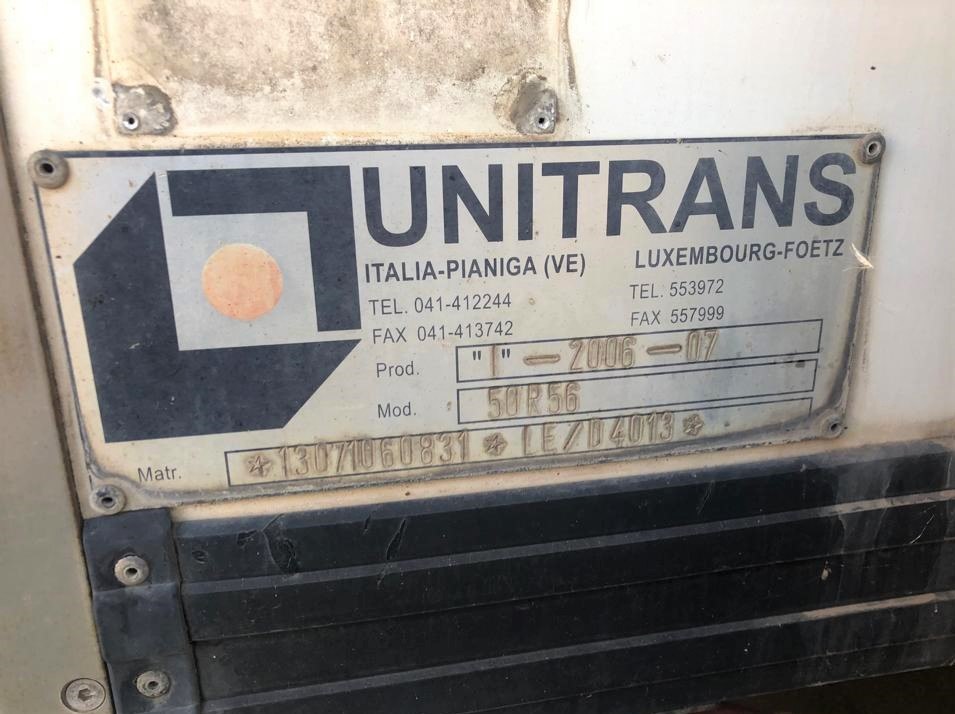 UNITRANS
ITALIA-PIANIGA (VE)
LUXEMBOURG-FOËTZ
TEL. 041-412244
TEL. 553972
FAX 041-413742
FAX 557999
Prod. "I"-2006-07
Mod. 50R56
Matr. *13071060831*LE/D4013*